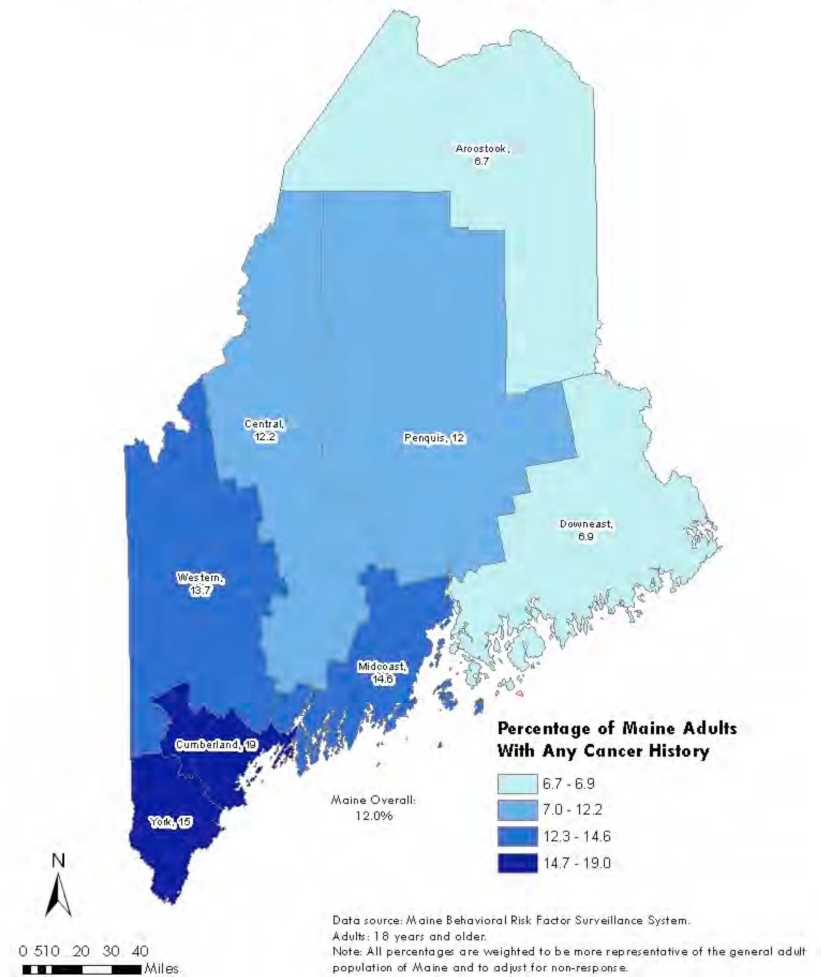 Aroostook,
6.7
Central,
12.2
Penquis, 12
Downeast,
6.9
Western,
13.7
Midcoast,
14.6
Cumberland, 19
York, 15
Maine Overall:
12.0%
Percentage of Maine Adults
With Any Cancer History
6.7 - 6.9
7.0 - 12.2
12.3 - 14.6
14.7 - 19.0
N
0 510 20 30 40
Miles
Data source: Maine Behavioral Risk Factor Surveillance System.
Adults: 18 years and older.
Note: All percentages are weighted to be more representative of the general adult
population of Maine and to adjust for non-response.